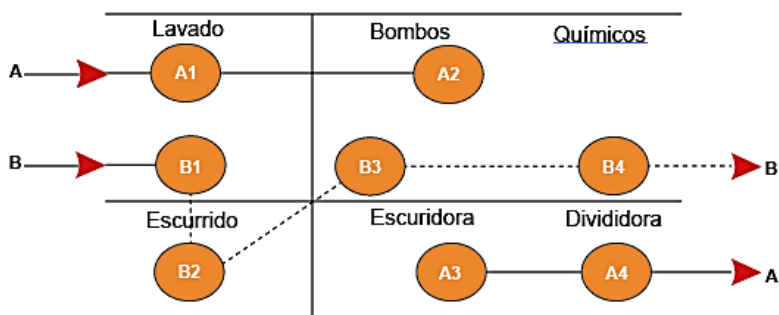 Lavado Bombos Químicos
A A1 A2
B B1 B3 B4 B
Escurrido Escuridora Divididora
B2 A3 A4 A